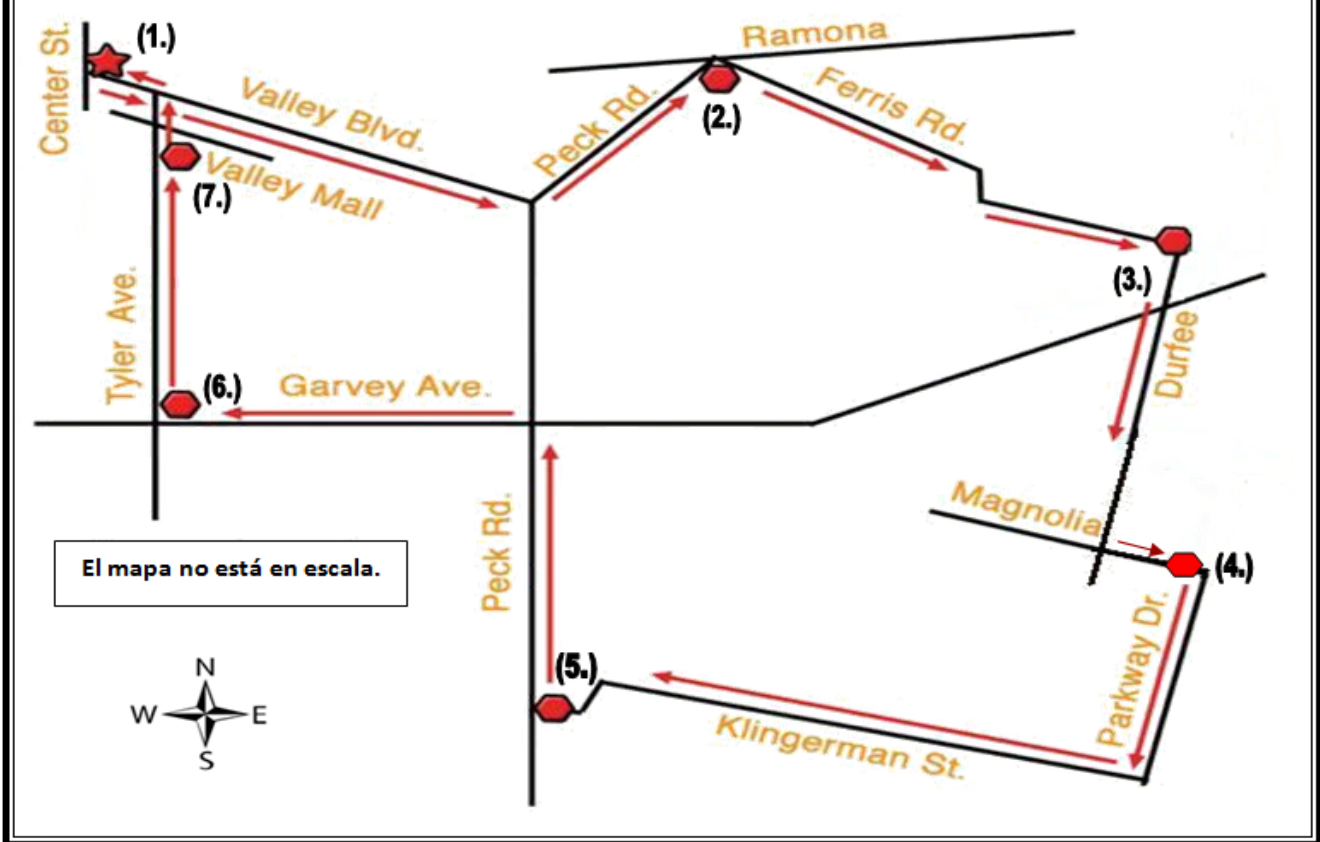 Center St.
(1.)
Valley Blvd.
Valley Mall
(7.)
Peck Rd.
Ramona
(2.)
Ferris Rd.
(3.)
Durfee
Tyler Ave.
(6.)
Garvey Ave.
Magnolia
(4.)
Parkway Dr.
Peck Rd.
(5.)
Klingerman St.
El mapa no está en escala.
N
W E
S